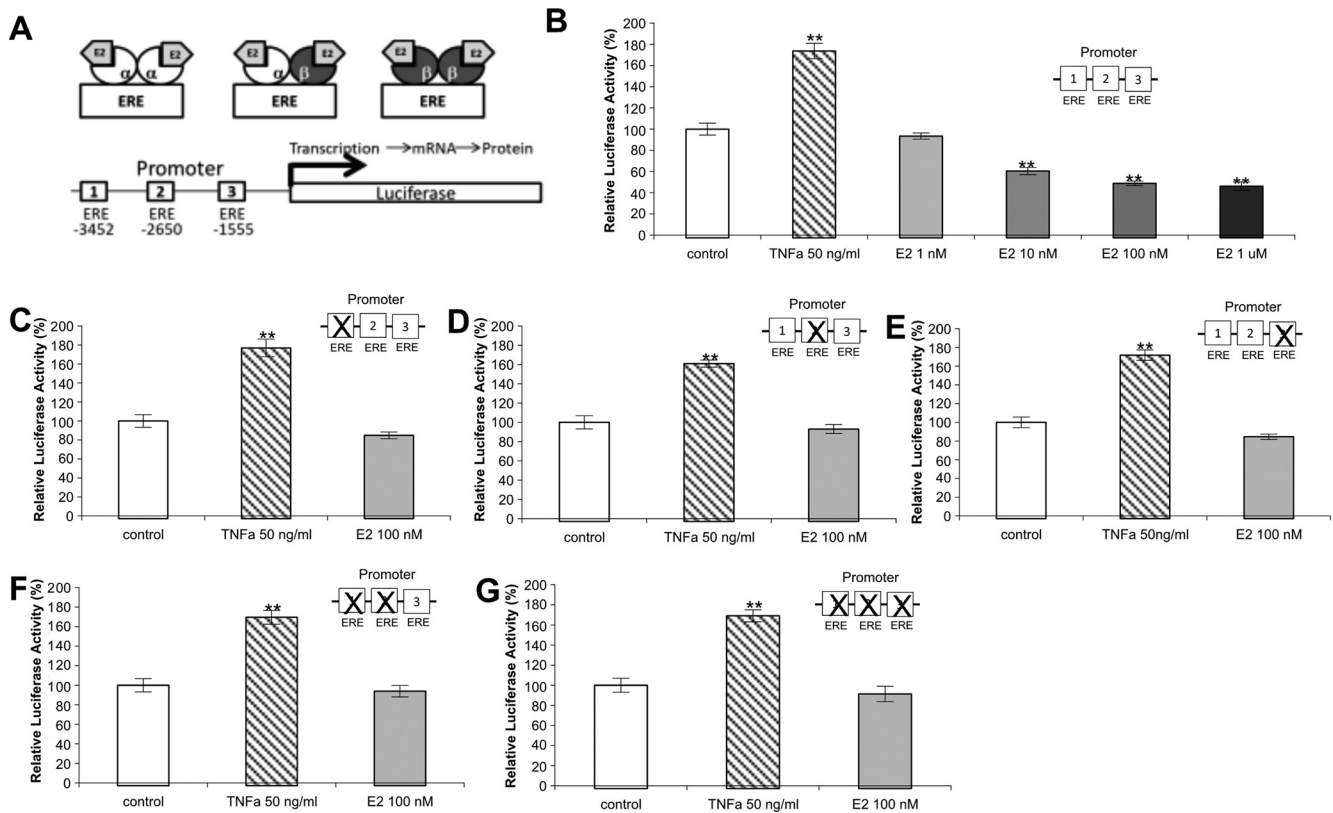 A
E2 E2
α α
ERE
E2 E2
α β
ERE
E2 E2
β β
ERE
Promoter
Transcription →mRNA→Protein
1 2 3
Luciferase
ERE ERE ERE
-3452 -2650 -1555
B
Relative Luciferase Activity (%)
200
180
160
140
120
100
80
60
40
20
0
**
**
**
**
Promoter
1 2 3
ERE ERE ERE
control TNFa 50 ng/ml E2 1 nM E2 10 nM E2 100 nM E2 1 uM
C
Relative Luciferase Activity (%)
200
180
160
140
120
100
80
60
40
20
0
**
Promoter
X 2 3
ERE ERE ERE
control TNFa 50 ng/ml E2 100 nM
D
Relative Luciferase Activity (%)
200
180
160
140
120
100
80
60
40
20
0
**
Promoter
1 X 3
ERE ERE ERE
control TNFa 50 ng/ml E2 100 nM
E
Relative Luciferase Activity (%)
200
180
160
140
120
100
80
60
40
20
0
**
Promoter
1 2 X
ERE ERE ERE
control TNFa 50ng/ml E2 100 nM
F
Relative Luciferase Activity (%)
200
180
160
140
120
100
80
60
40
20
0
**
Promoter
X X 3
ERE ERE ERE
control TNFa 50 ng/ml E2 100 nM
G
Relative Luciferase Activity (%)
200
180
160
140
120
100
80
60
40
20
0
**
Promoter
X X X
ERE ERE ERE
control TNFa 50 ng/ml E2 100 nM